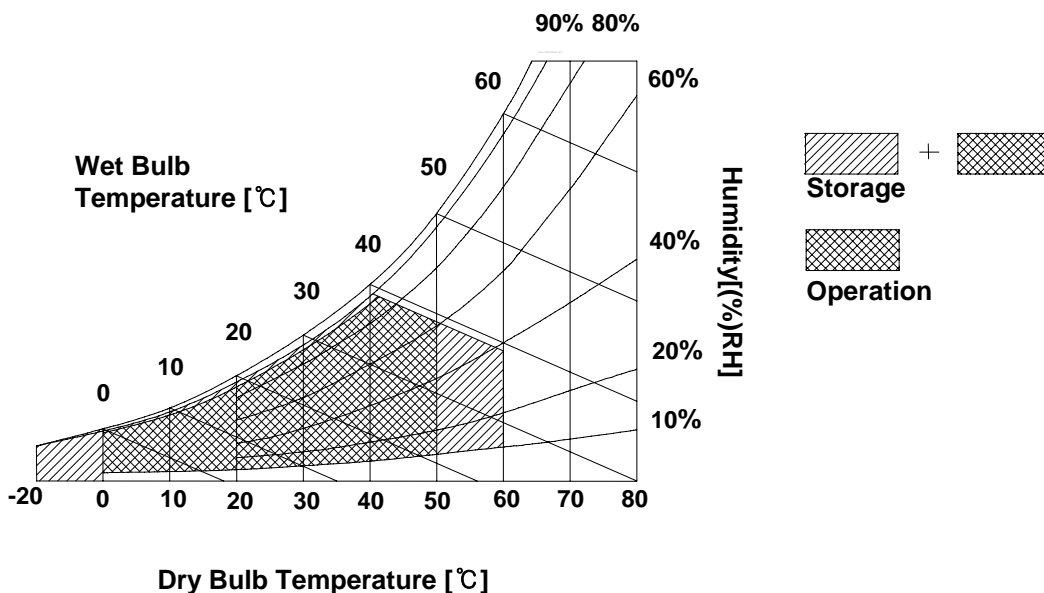 90% 80%
60
60%
Wet Bulb
Temperature [℃]
50
40
30
20
10
0
Humidity[(%)RH]
40%
20%
10%
+
Storage
Operation
-20 0 10 20 30 40 50 60 70 80
Dry Bulb Temperature [℃]